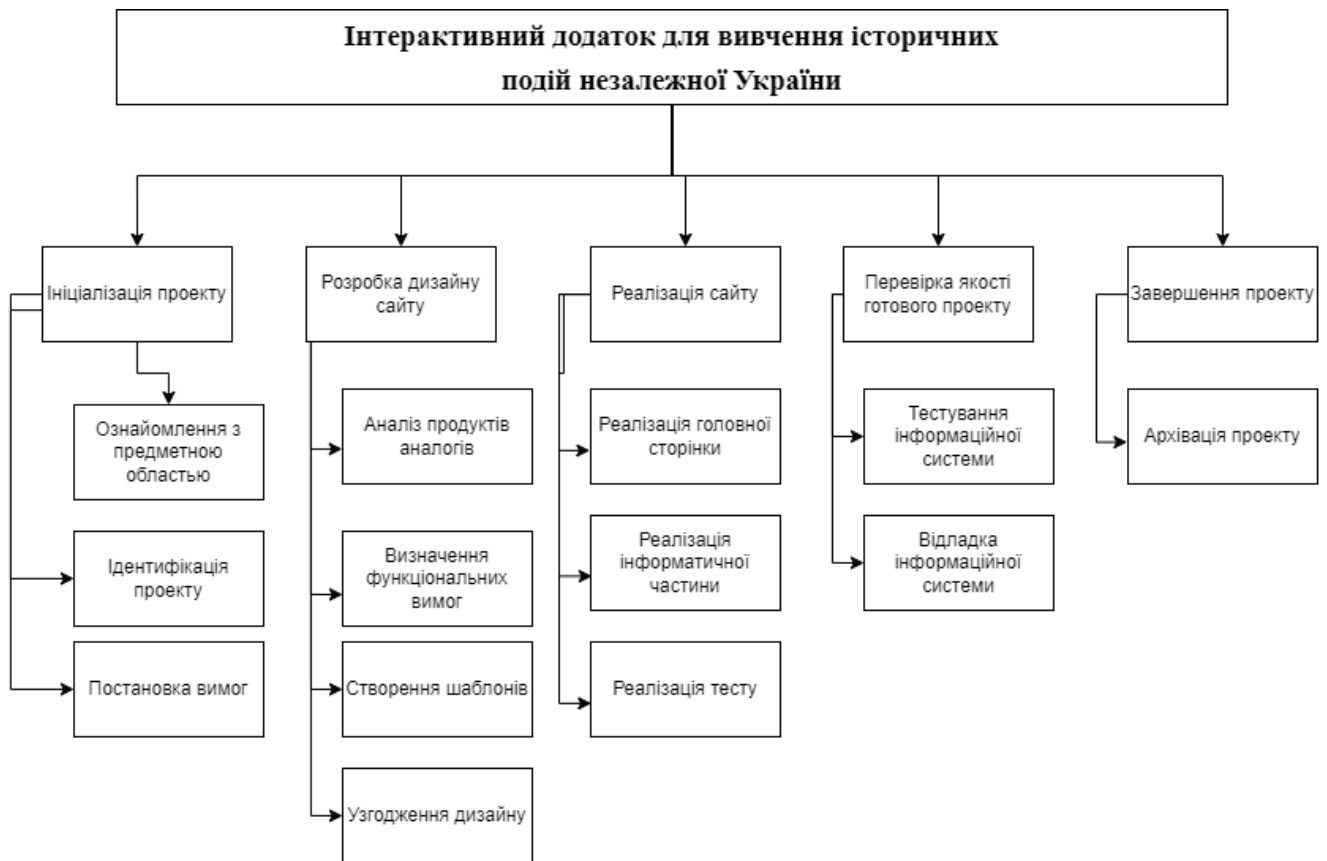 Інтерактивний додаток для вивчення історичних
подій незалежної України
Ініціалізація проекту
Розробка дизайну
сайту
Реалізація сайту
Перевірка якості
готового проекту
Завершення проекту
Ознайомлення з
предметною
областью
Ідентифікація
проекту
Постановка вимог
Аналіз продуктів
аналогів
Визначення
функціональних
вимог
Створення шаблонів
Узгодження дизайну
Реалізація головної
сторінки
Реалізація
інформатичної
частини
Реалізація тесту
Тестування
інформаційної
системи
Відладка
інформаційної
системи
Архівація проекту